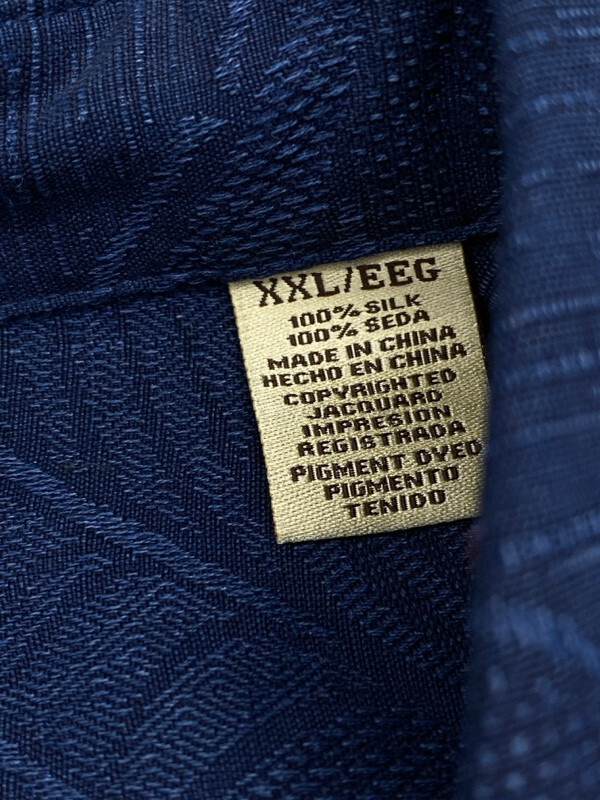 XXL/EEG
100% SILK
100% SEDA
MADE IN CHINA
HECHO EN CHINA
COPYRIGHTED
JACQUARD
IMPRESION
REGISTRADA
PIGMENT DYED
PIGMENTO
TENIDO